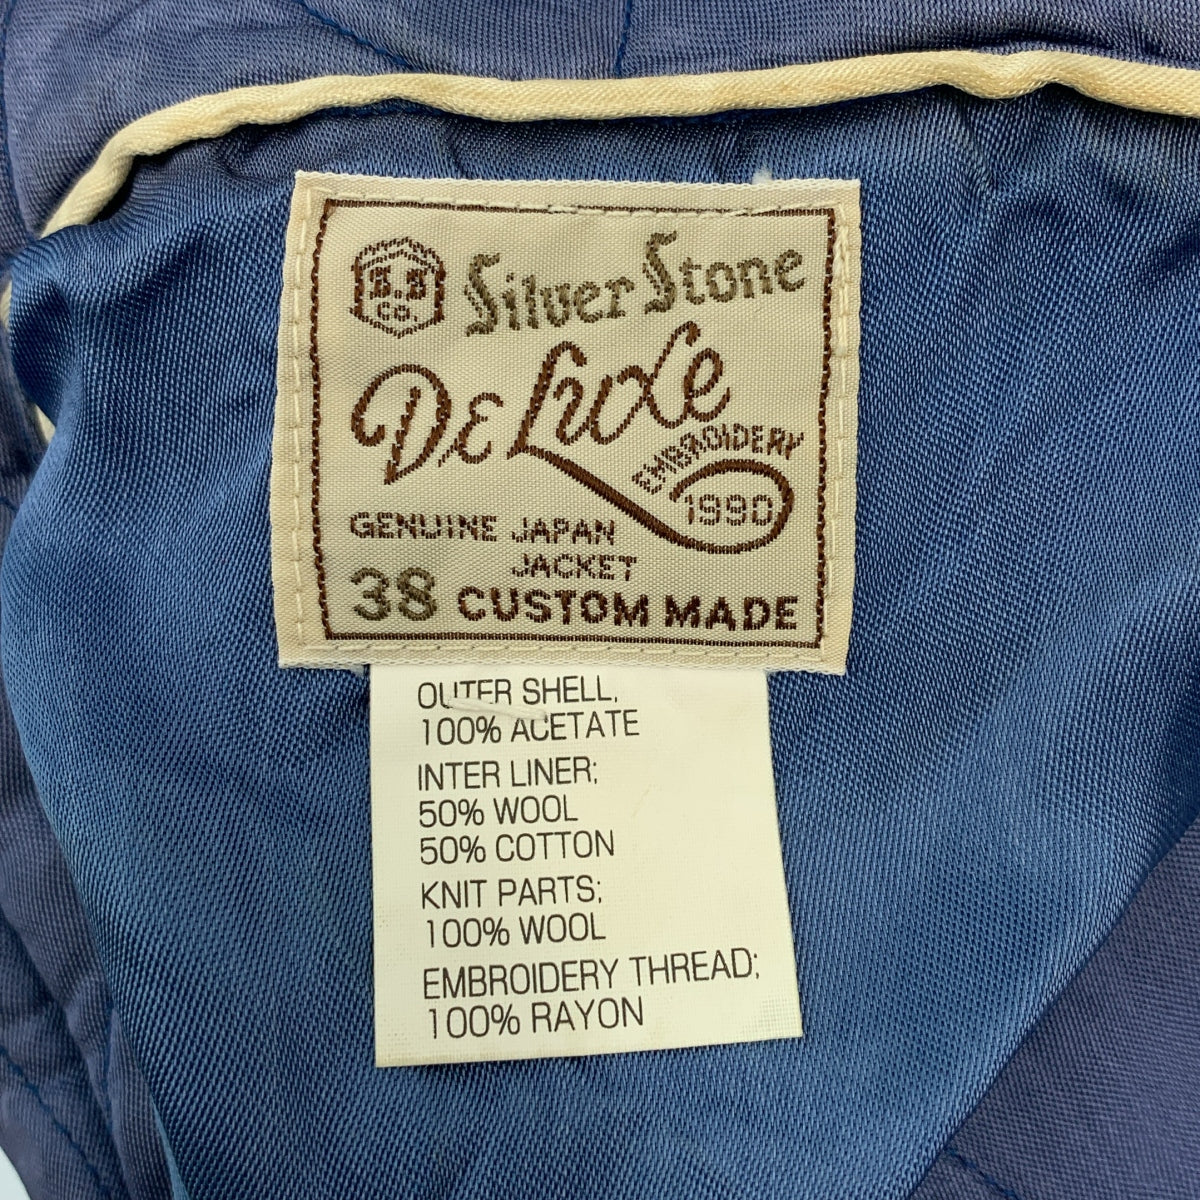 S.S
CO.
Silver Stone
De Luxe
EMBROIDERY
1990
GENUINE JAPAN
JACKET
38 CUSTOM MADE
OUTER SHELL,
100% ACETATE
INTER LINER;
50% WOOL
50% COTTON
KNIT PARTS;
100% WOOL
EMBROIDERY THREAD;
100% RAYON